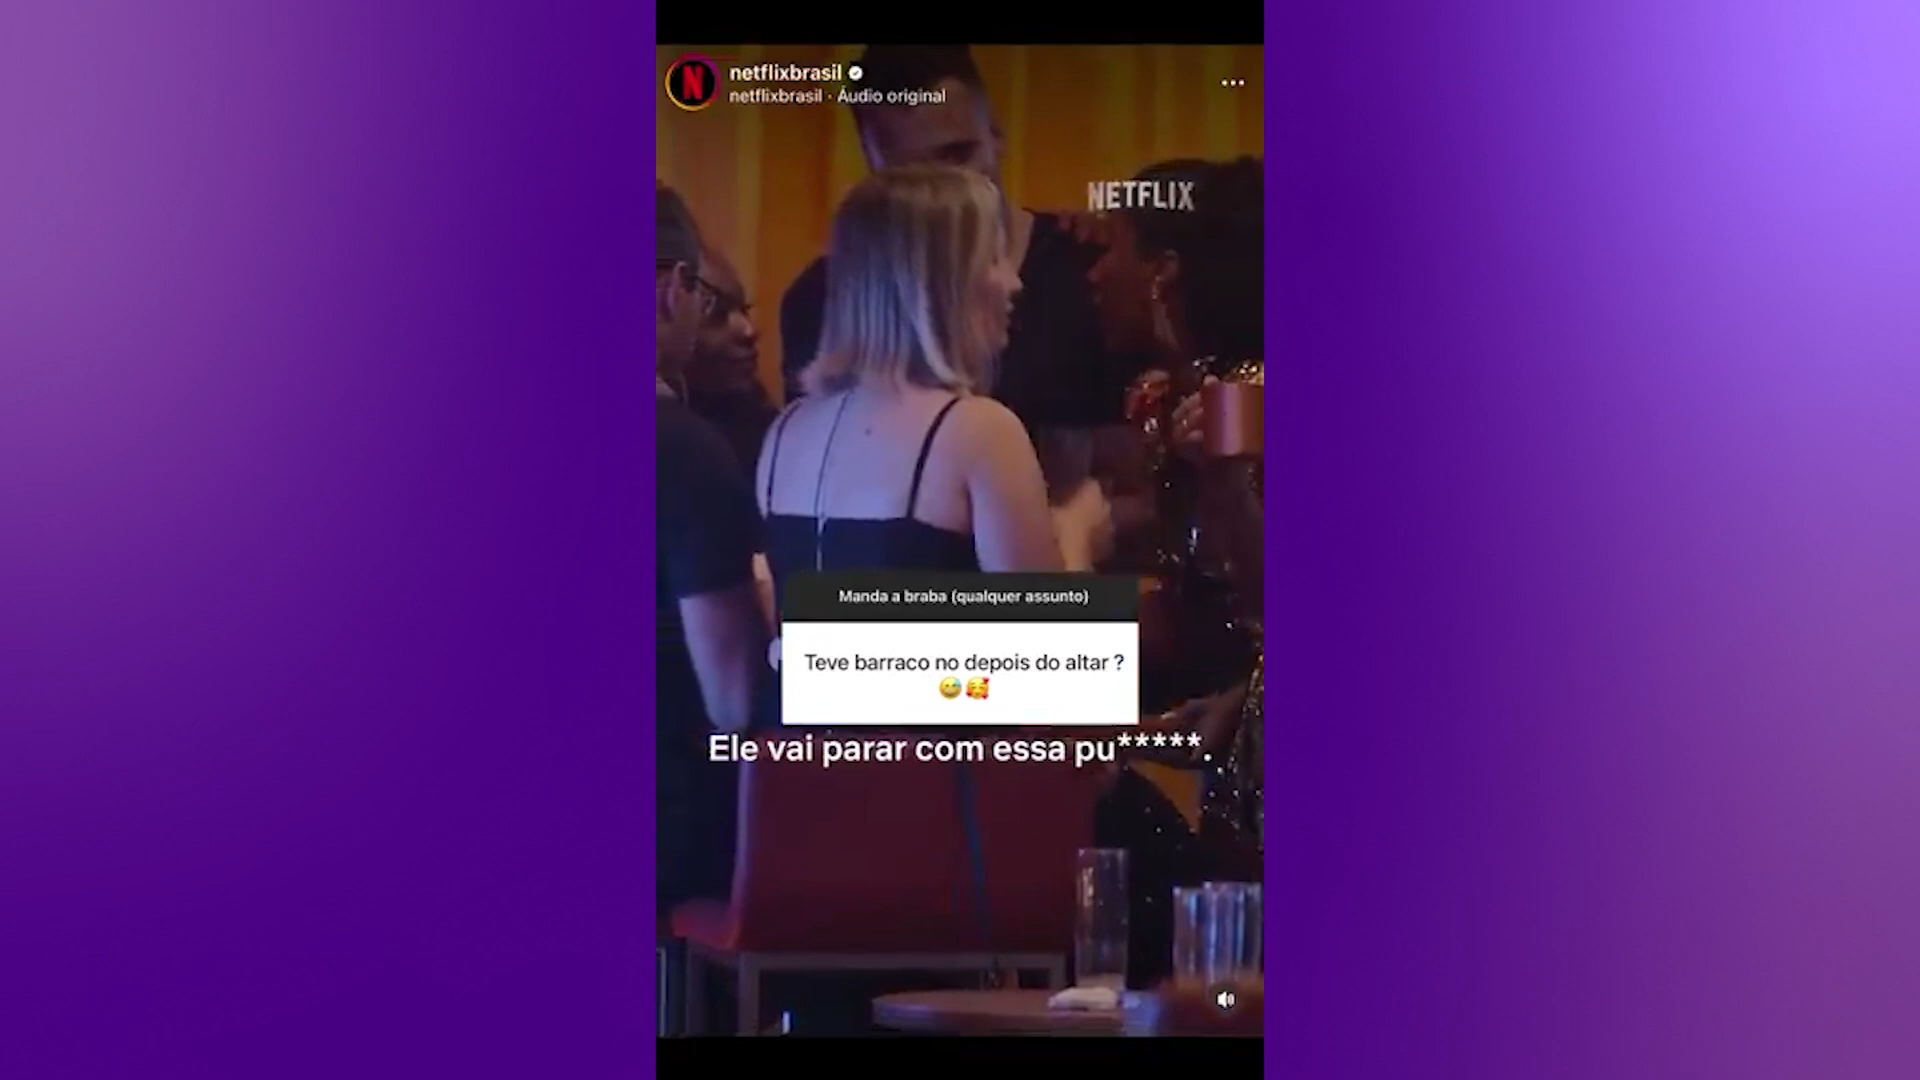 netflixbrasil
netflixbrasil · Áudio original
NETFLIX
Manda a braba (qualquer assunto)
Teve barraco no depois do altar ?
😅🥰
Ele vai parar com essa pu*****.